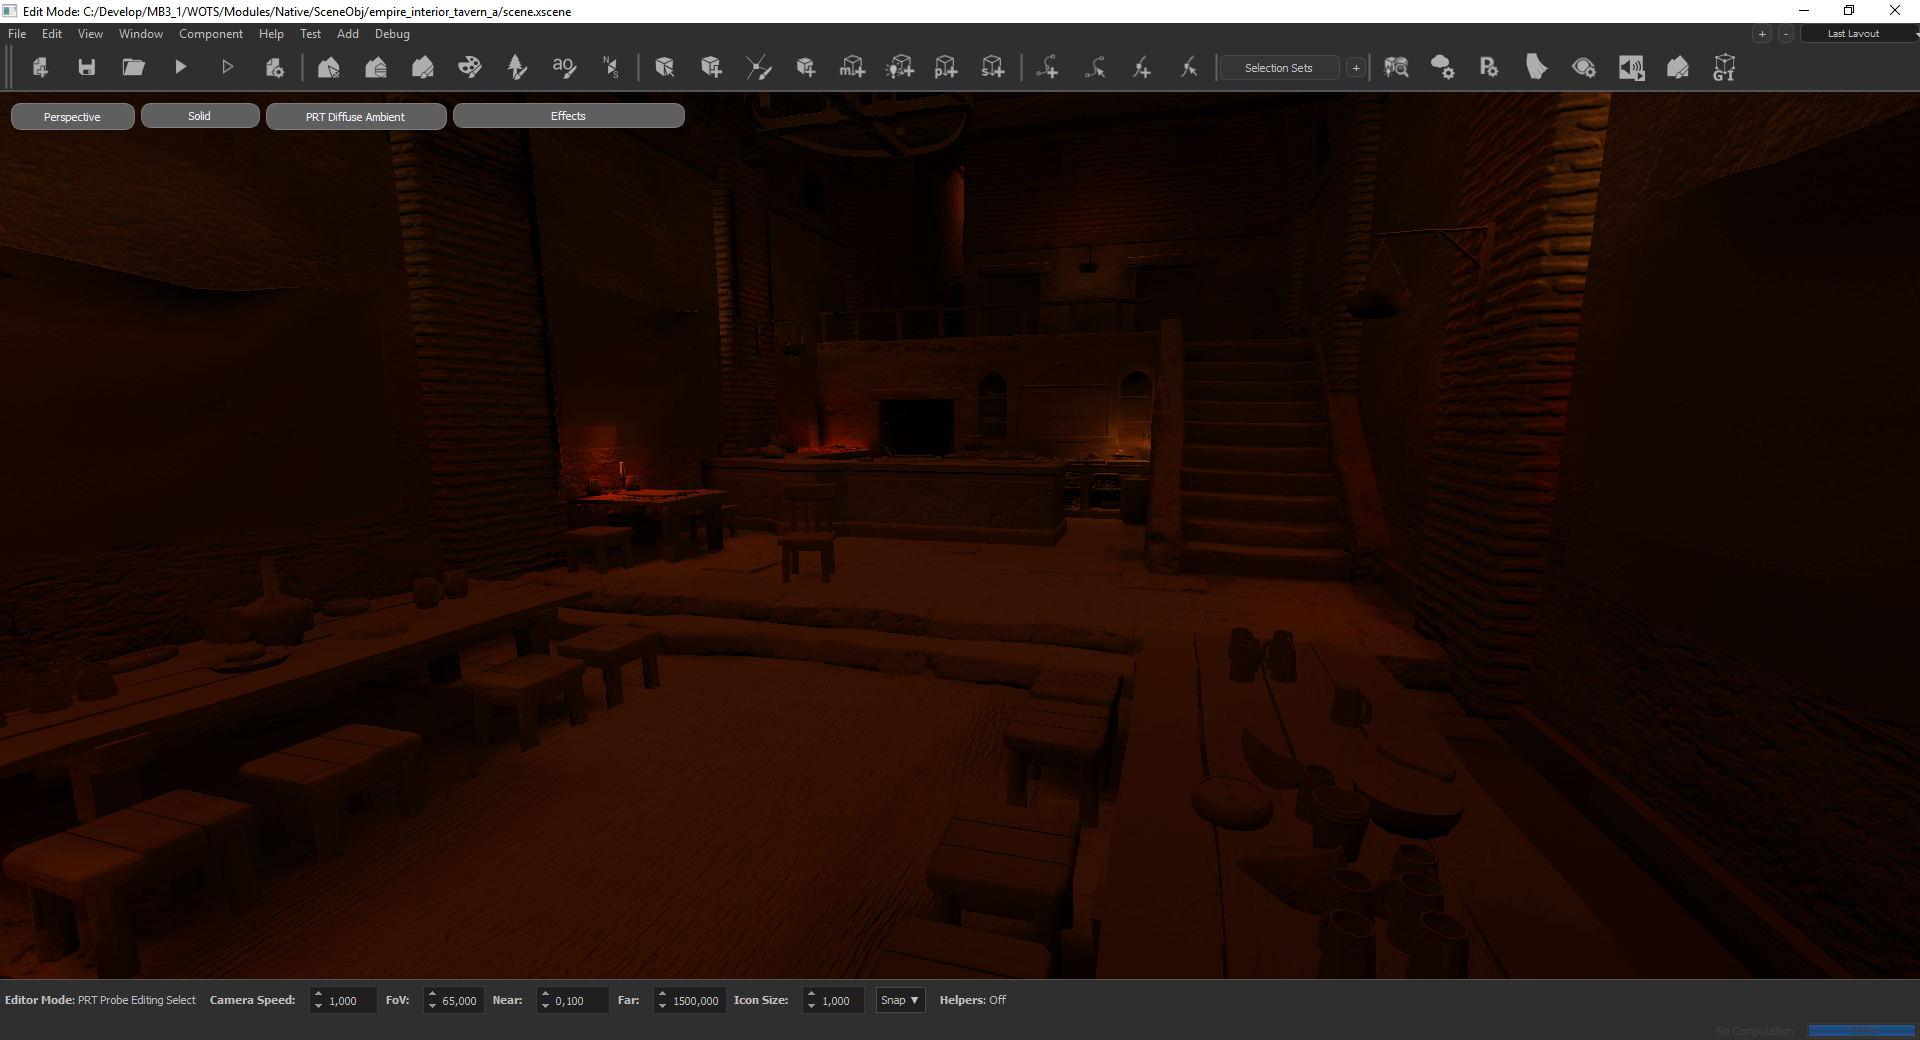 Edit Mode: C:/Develop/MB3_1/WOTS/Modules/Native/SceneObj/empire_interior_tavern_a/scene.xscene
File Edit View Window Component Help Test Add Debug
+ - Last Layout
ao N S m p s Selection Sets + P GI
Perspective Solid PRT Diffuse Ambient Effects
Editor Mode: PRT Probe Editing Select Camera Speed: 1,000 FoV: 65,000 Near: 0,100 Far: 1500,000 Icon Size: 1,000 Snap ▼ Helpers: Off
No Computation